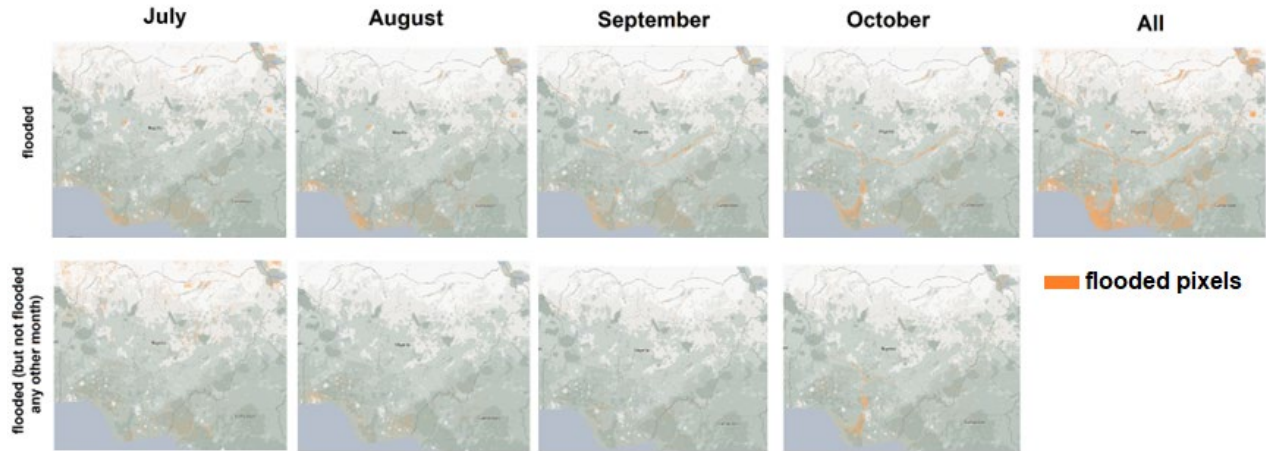 July
August
September
October
All
flooded
flooded (but not flooded
any other month)
flooded pixels